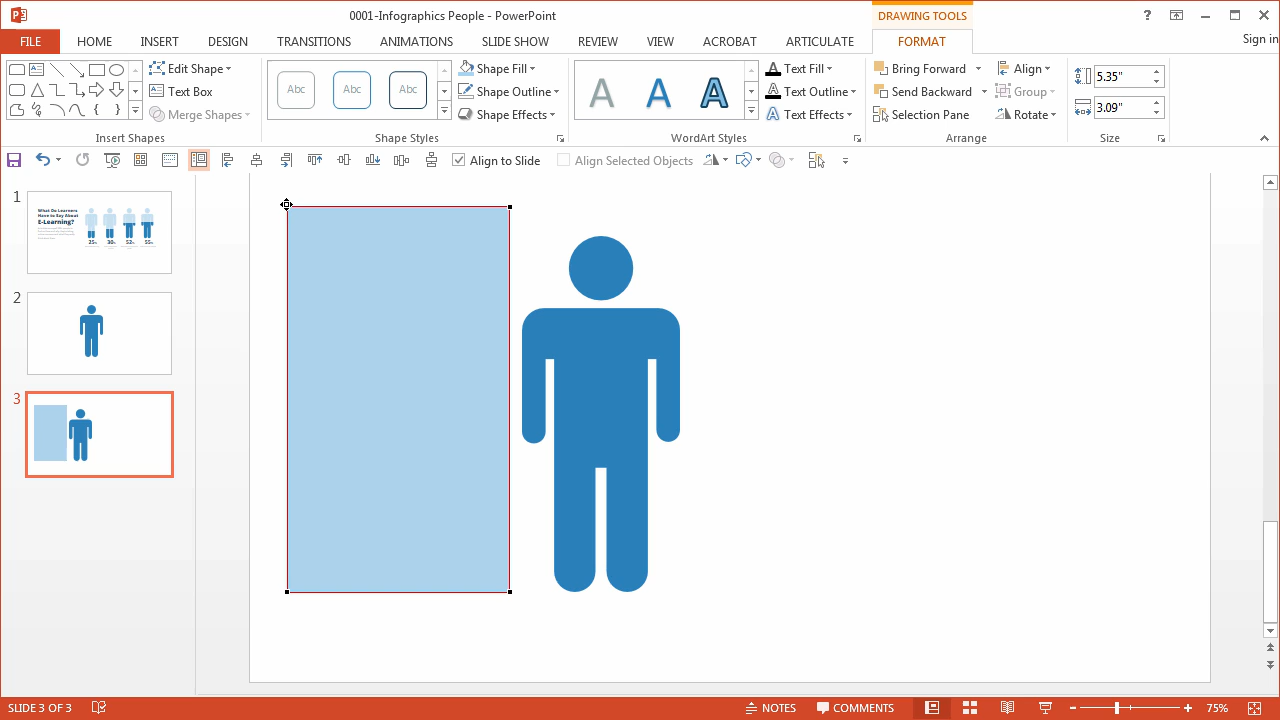 0001-Infographics People - PowerPoint
DRAWING TOOLS
?
Sign in
FILE
HOME
INSERT
DESIGN
TRANSITIONS
ANIMATIONS
SLIDE SHOW
REVIEW
VIEW
ACROBAT
ARTICULATE
FORMAT
Edit Shape
Text Box
Merge Shapes
Insert Shapes
Abc
Abc
Abc
Shape Fill
Shape Outline
Shape Effects
Shape Styles
A
A
A
Text Fill
Text Outline
Text Effects
WordArt Styles
Bring Forward
Send Backward
Selection Pane
Align
Group
Rotate
Arrange
5.35"
3.09"
Size
Align to Slide
Align Selected Objects
1
What Do Learners
Have to Say About
E-Learning?
25%
30%
52%
55%
2
3
SLIDE 3 OF 3
NOTES
COMMENTS
75%